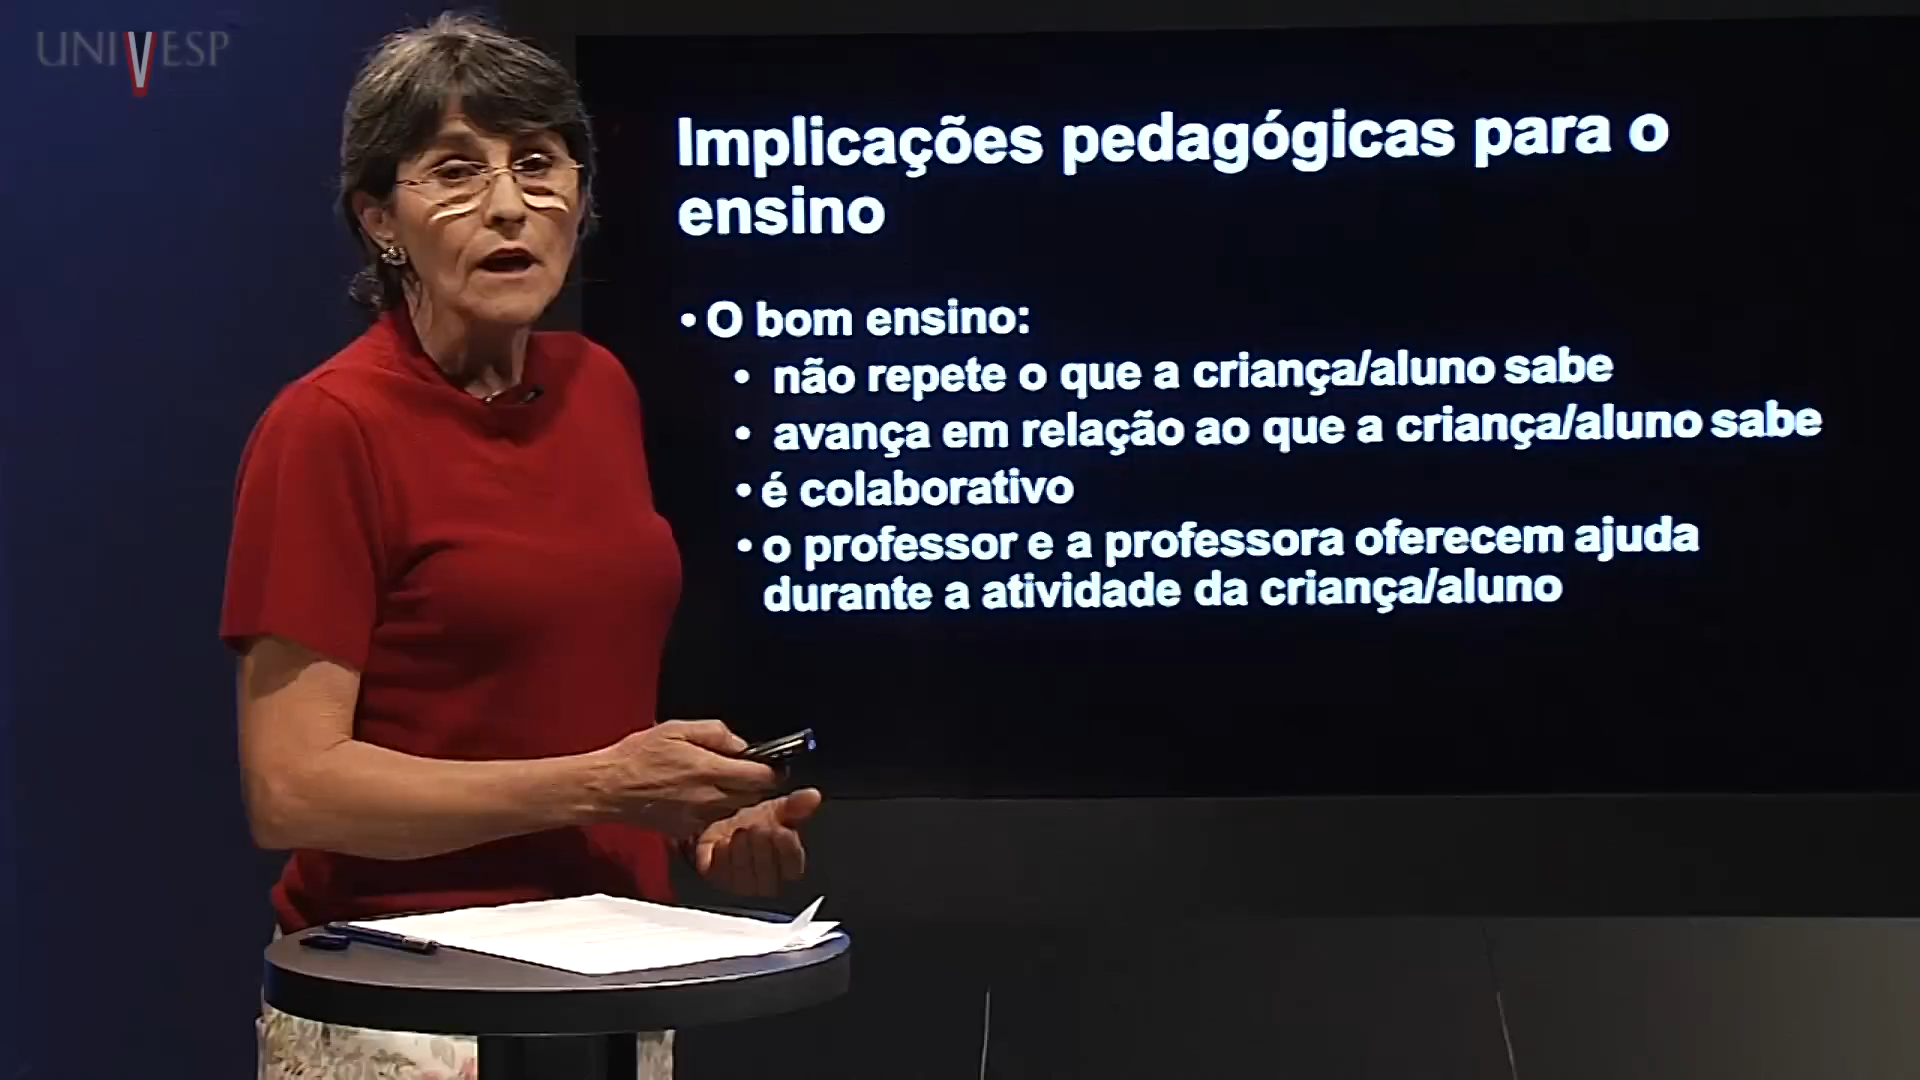 UNIVESP
Implicações pedagógicas para o
ensino
• O bom ensino:
• não repete o que a criança/aluno sabe
• avança em relação ao que a criança/aluno sabe
• é colaborativo
• o professor e a professora oferecem ajuda
durante a atividade da criança/aluno